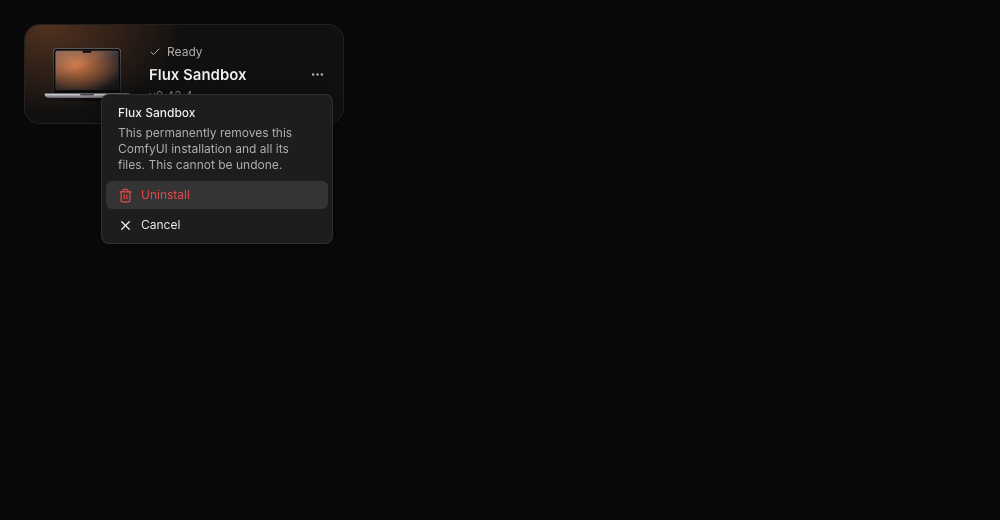 Ready
Flux Sandbox
Flux Sandbox
This permanently removes this
ComfyUI installation and all its
files. This cannot be undone.
Uninstall
Cancel